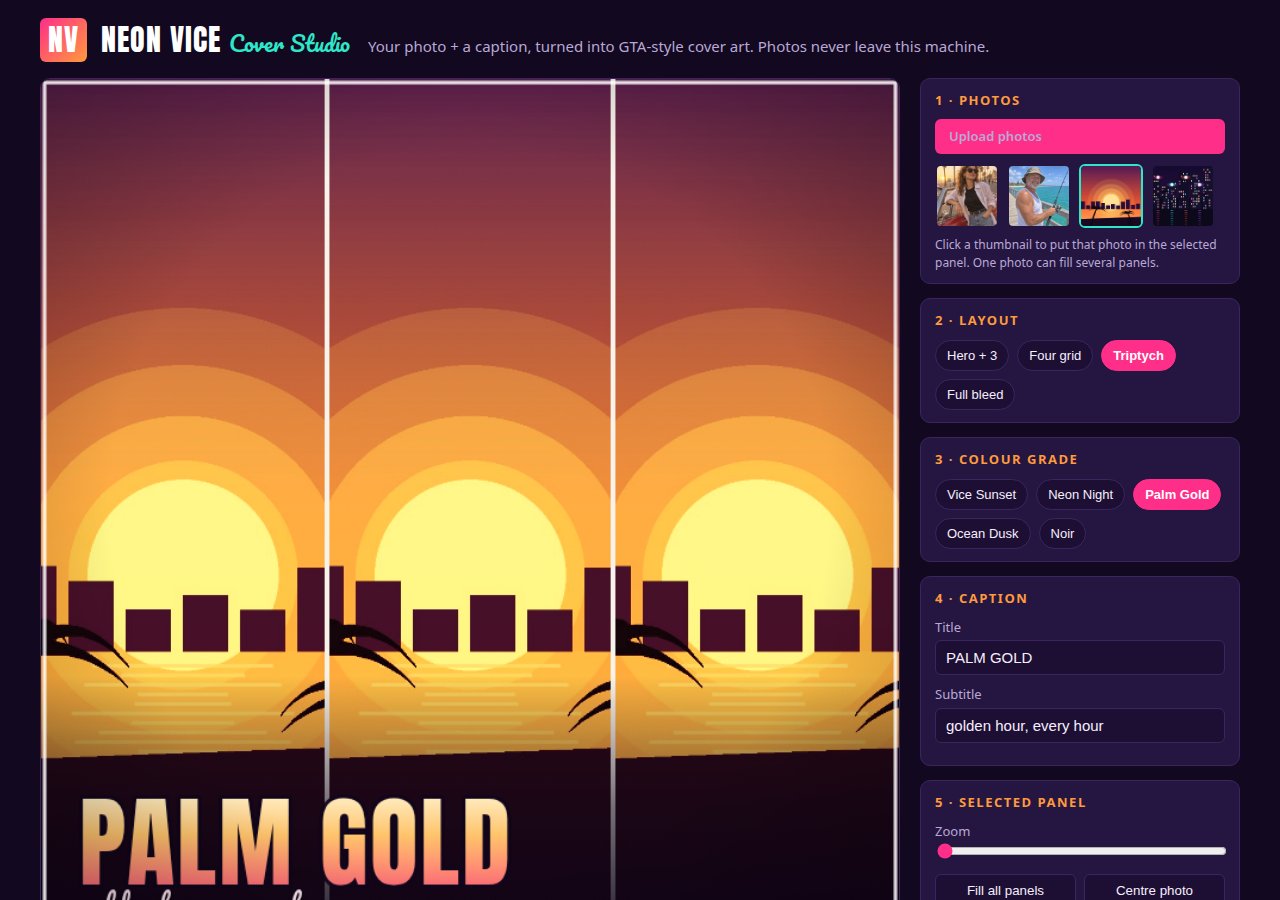 NV NEON VICE Cover Studio Your photo + a caption, turned into GTA-style cover art. Photos never leave this machine.
PALM GOLD
1 · PHOTOS
Upload photos
Click a thumbnail to put that photo in the selected
panel. One photo can fill several panels.
2 · LAYOUT
Hero + 3 Four grid Triptych
Full bleed
3 · COLOUR GRADE
Vice Sunset Neon Night Palm Gold
Ocean Dusk Noir
4 · CAPTION
Title
PALM GOLD
Subtitle
golden hour, every hour
5 · SELECTED PANEL
Zoom
Fill all panels Centre photo